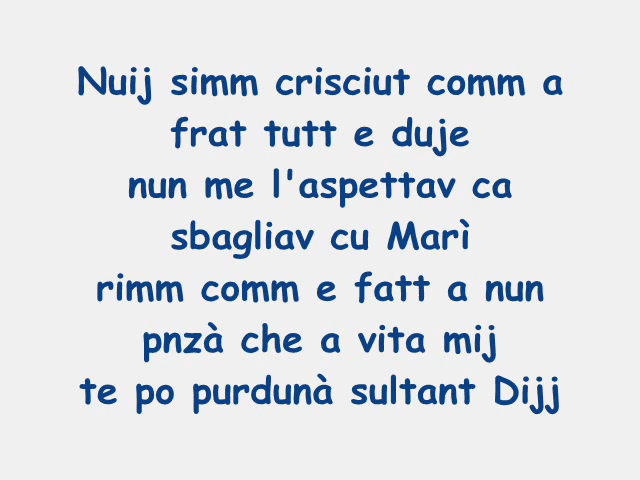 Nuij simm crisciut comm a
frat tutt e duje
nun me l'aspettav ca
sbagliav cu Marì
rimm comm e fatt a nun
pnzà che a vita mij
te po purdunà sultant Dijj